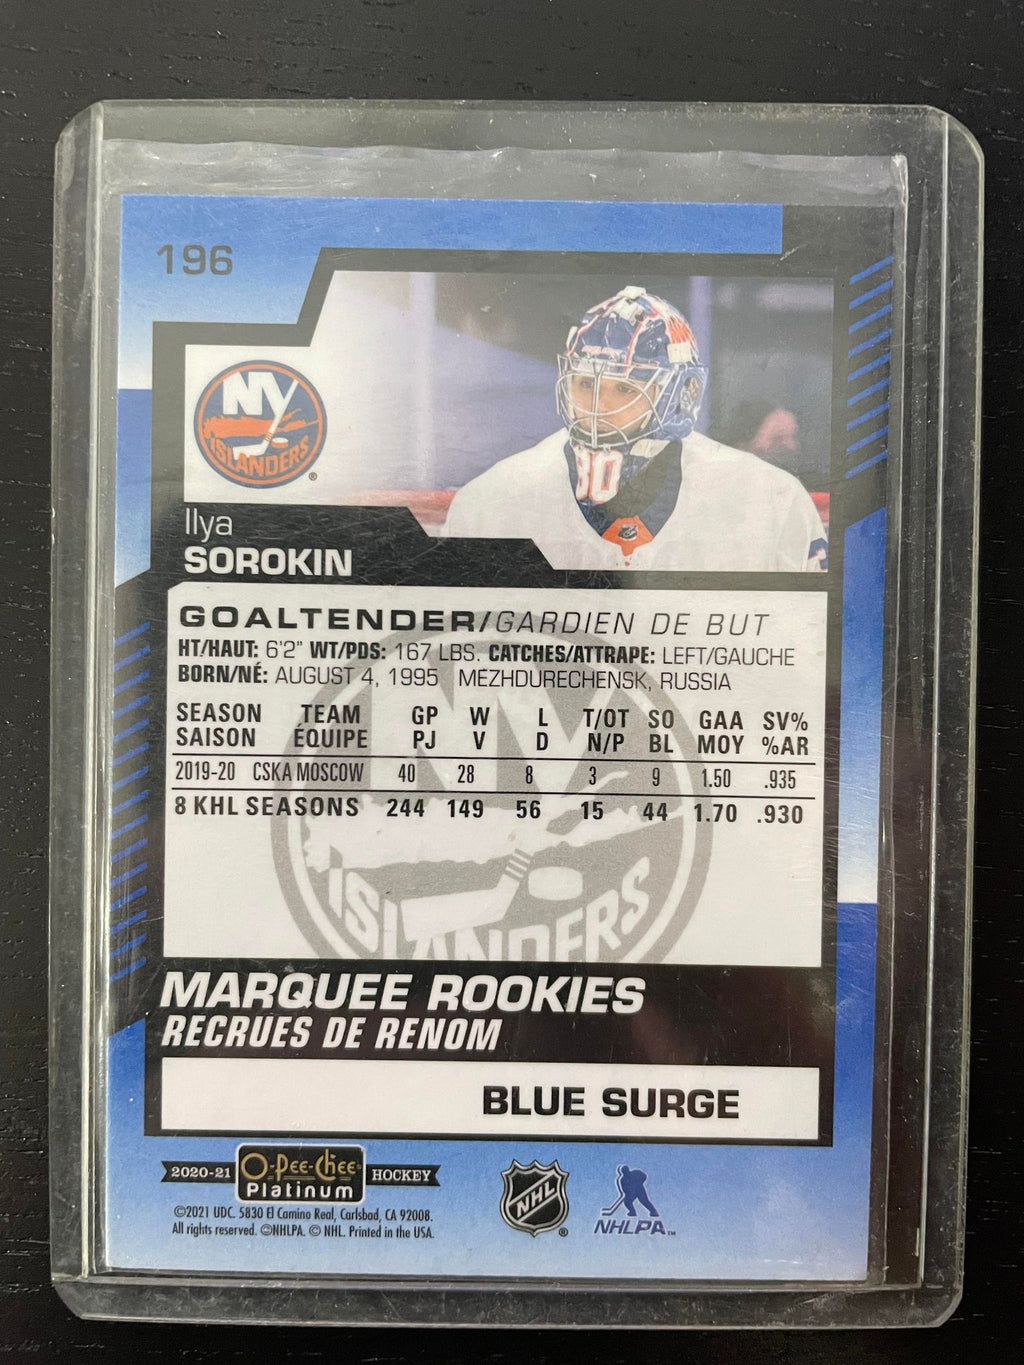 196
NY
ISLANDERS
®
80
Ilya
SOROKIN
GOALTENDER/GARDIEN DE BUT
HT/HAUT: 6'2" WT/PDS: 167 LBS. CATCHES/ATTRAPE: LEFT/GAUCHE
BORN/NÉ: AUGUST 4, 1995 MEZHDURECHENSK, RUSSIA
SEASON TEAM GP W L T/OT SO GAA SV%
SAISON ÉQUIPE PJ V D N/P BL MOY %AR
2019-20 CSKA MOSCOW 40 28 8 3 9 1.50 .935
8 KHL SEASONS 244 149 56 15 44 1.70 .930
ISLANDERS
MARQUEE ROOKIES
RECRUES DE RENOM
BLUE SURGE
2020-21 O-Pee-Chee Platinum HOCKEY
©2021 UDC. 5830 El Camino Real, Carlsbad, CA 92008.
All rights reserved. ©NHLPA. © NHL. Printed in the USA.
NHL ®
NHLPA™